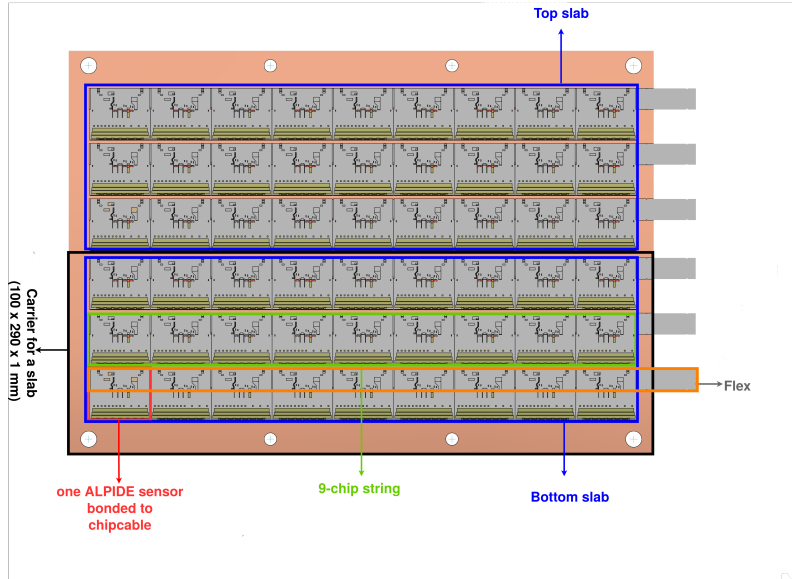 Top slab
Carrier for a slab
(100 x 290 x 1 mm)
Flex
one ALPIDE sensor
bonded to
chipcable
9-chip string
Bottom slab